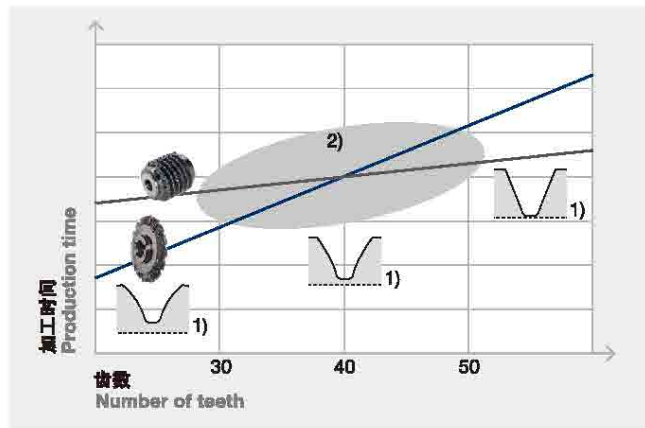 2)
1)
1)
1)
加工时间
Production time
30
40
50
齿数
Number of teeth